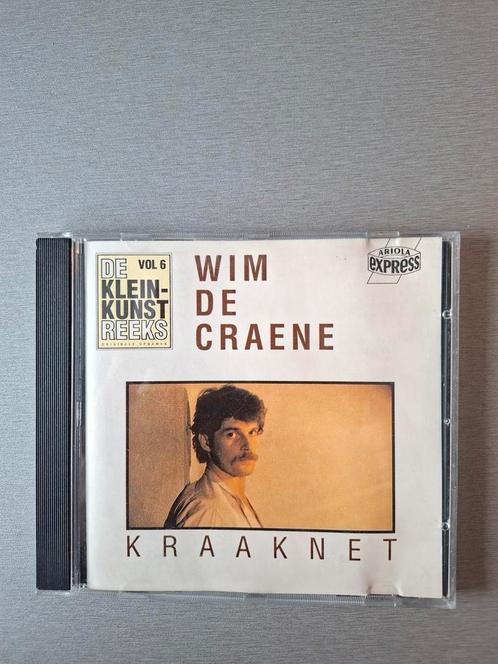 DE
VOL 6
KLEIN-
KUNST
REEKS
ORIGINELE OPNAMEN
WIM
DE
CRAENE
ARIOLA
EXPRESS
KRAAKNET